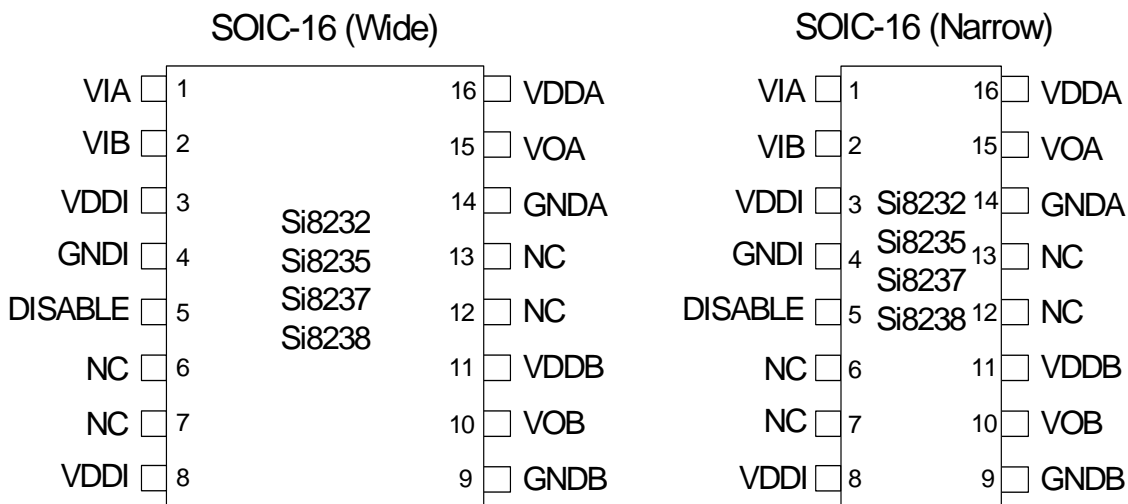 SOIC-16 (Wide)
VIA 1 16 VDDA
VIB 2 15 VOA
VDDI 3 14 GNDA
GNDI 4 13 NC
DISABLE 5 12 NC
NC 6 11 VDDB
NC 7 10 VOB
VDDI 8 9 GNDB
Si8232
Si8235
Si8237
Si8238
SOIC-16 (Narrow)
VIA 1 16 VDDA
VIB 2 15 VOA
VDDI 3 14 GNDA
GNDI 4 13 NC
DISABLE 5 12 NC
NC 6 11 VDDB
NC 7 10 VOB
VDDI 8 9 GNDB
Si8232
Si8235
Si8237
Si8238